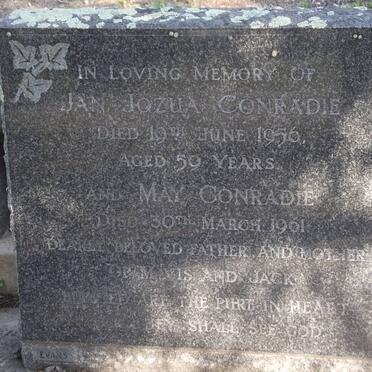 IN LOVING MEMORY OF
JAN JOZUA CONRADIE
DIED 19TH JUNE 1956,
AGED 59 YEARS.
AND MAY CONRADIE
DIED 30TH MARCH 1961
DEARLY BELOVED FATHER AND MOTHER
OF MAVIS AND JACK.
ARE THE PURE IN HEART
THEY SHALL SEE GOD.
EVANS